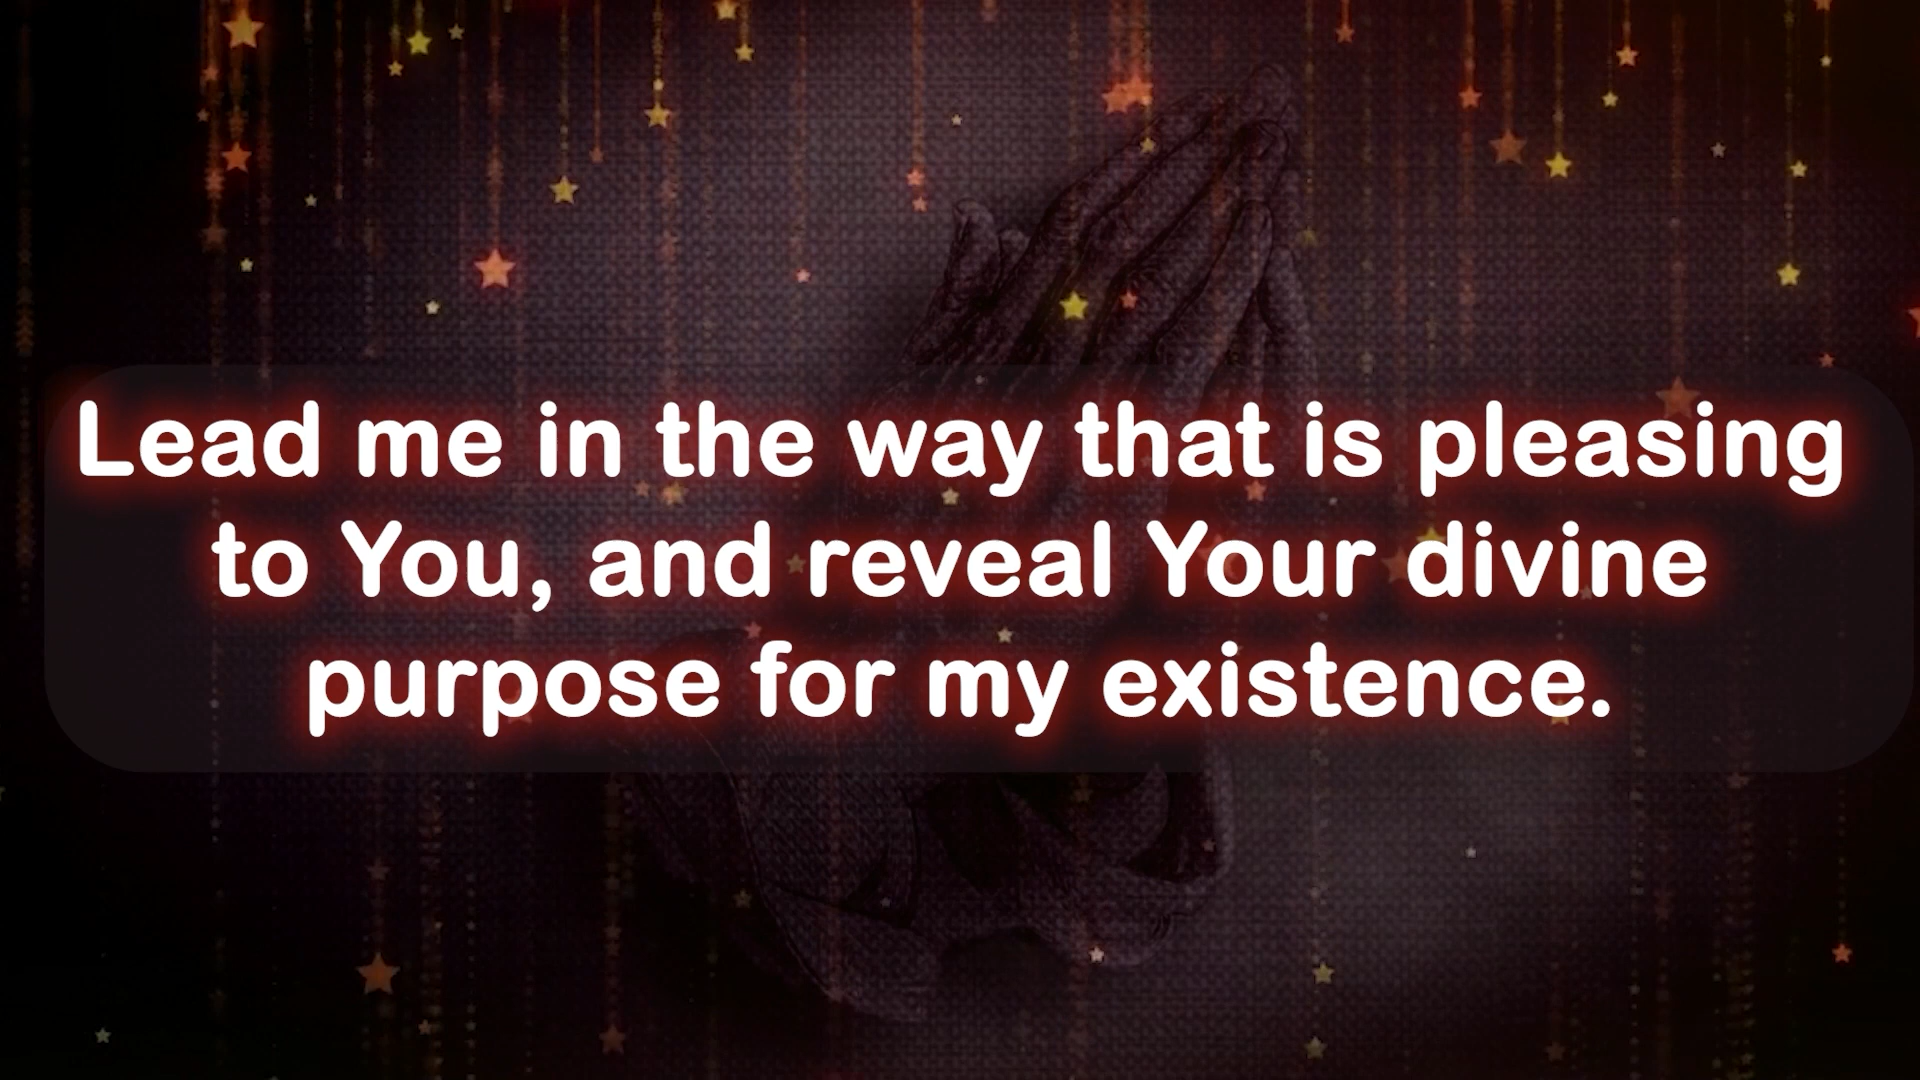 Lead me in the way that is pleasing
to You, and reveal Your divine
purpose for my existence.